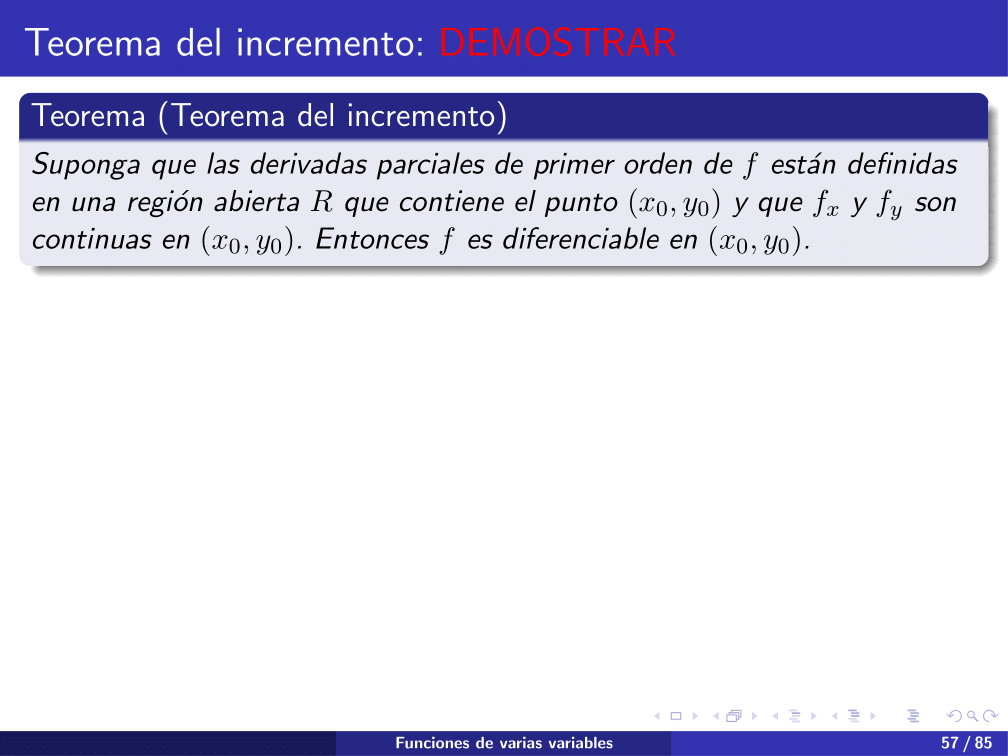 Teorema del incremento: DEMOSTRAR
Teorema (Teorema del incremento)
Suponga que las derivadas parciales de primer orden de f están definidas
en una región abierta R que contiene el punto (x₀, y₀) y que fₓ y f_y son
continuas en (x₀, y₀). Entonces f es diferenciable en (x₀, y₀).
Funciones de varias variables
57 / 85